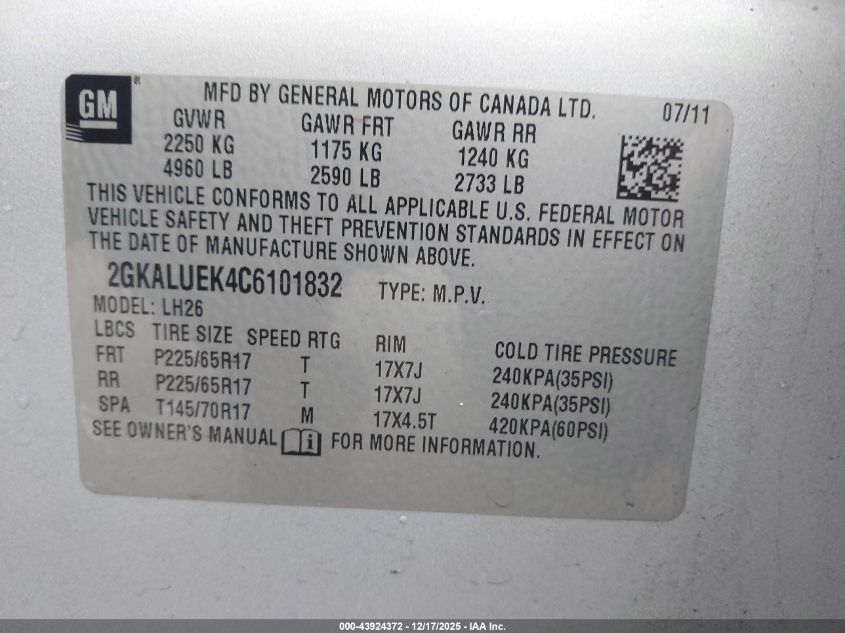 GM
MFD BY GENERAL MOTORS OF CANADA LTD. 07/11
GVWR GAWR FRT GAWR RR
2250 KG 1175 KG 1240 KG
4960 LB 2590 LB 2733 LB
THIS VEHICLE CONFORMS TO ALL APPLICABLE U.S. FEDERAL MOTOR
VEHICLE SAFETY AND THEFT PREVENTION STANDARDS IN EFFECT ON
THE DATE OF MANUFACTURE SHOWN ABOVE.
2GKALUEK4C6101832 TYPE: M.P.V.
MODEL: LH26
LBCS TIRE SIZE SPEED RTG RIM COLD TIRE PRESSURE
FRT P225/65R17 T 17X7J 240KPA(35PSI)
RR P225/65R17 T 17X7J 240KPA(35PSI)
SPA T145/70R17 M 17X4.5T 420KPA(60PSI)
SEE OWNER'S MANUAL i FOR MORE INFORMATION.
000-43924372 - 12/17/2025 - IAA Inc.